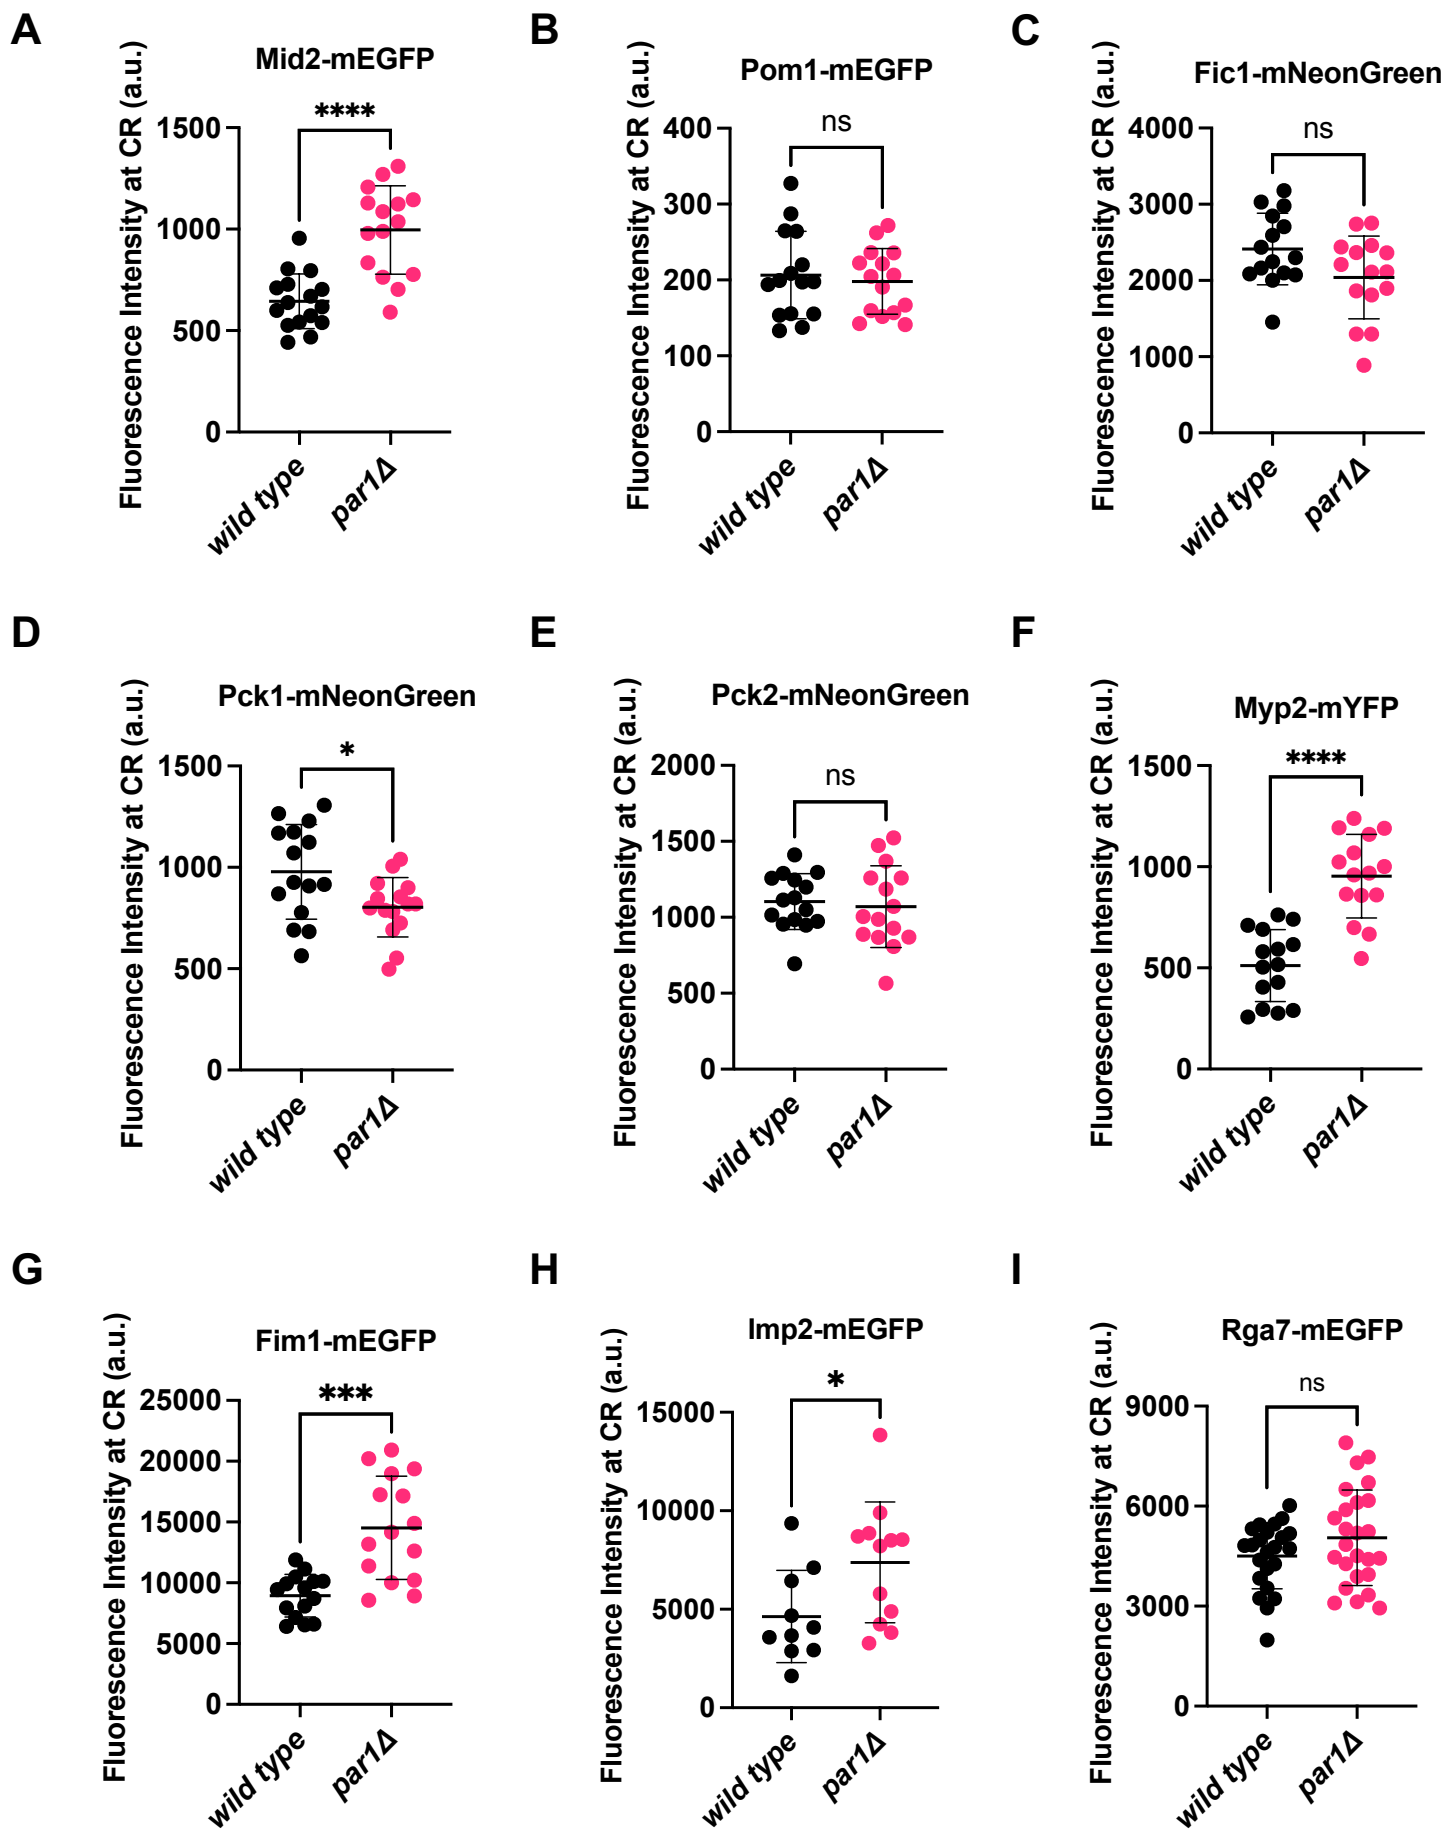 A
Mid2-mEGFP
****
Fluorescence Intensity at CR (a.u.)
1500
1000
500
0
wild type
par1Δ
B
Pom1-mEGFP
ns
Fluorescence Intensity at CR (a.u.)
400
300
200
100
0
wild type
par1Δ
C
Fic1-mNeonGreen
ns
Fluorescence Intensity at CR (a.u.)
4000
3000
2000
1000
0
wild type
par1Δ
D
Pck1-mNeonGreen
*
Fluorescence Intensity at CR (a.u.)
1500
1000
500
0
wild type
par1Δ
E
Pck2-mNeonGreen
ns
Fluorescence Intensity at CR (a.u.)
2000
1500
1000
500
0
wild type
par1Δ
F
Myp2-mYFP
****
Fluorescence Intensity at CR (a.u.)
1500
1000
500
0
wild type
par1Δ
G
Fim1-mEGFP
***
Fluorescence Intensity at CR (a.u.)
25000
20000
15000
10000
5000
0
wild type
par1Δ
H
Imp2-mEGFP
*
Fluorescence Intensity at CR (a.u.)
15000
10000
5000
0
wild type
par1Δ
I
Rga7-mEGFP
ns
Fluorescence Intensity at CR (a.u.)
9000
6000
3000
0
wild type
par1Δ